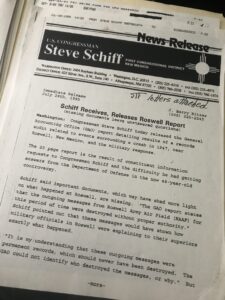 News Release
U.S. CONGRESSMAN
Steve Schiff
FIRST CONGRESSIONAL DISTRICT
NEW MEXICO
letters attached
Immediate Release
July 28th, 1995
J. Barry Bitzer
Schiff Receives, Releases Roswell Report
(missing documents leave unanswered questions)
Washington: Congressman Steve Schiff today released the General
Accounting Office (GAO) report detailing results of a records
audit related to events surrounding a crash in 1947, near
Roswell, New Mexico, and the military response.
The 20 page report is the result of constituent information
requests to Congressman Schiff and the difficulty he had getting
answers from the Department of Defense in the now 48-year-old
controversy.
Schiff said important documents, which may have shed more light
on what happened at Roswell, are missing. "The GAO report states
that the outgoing messages from Roswell Army Air Field (RAAF) for
this period of time were destroyed without proper authority."
Schiff pointed out that these messages would have shown how
military officials in Roswell were explaining to their superiors
exactly what happened.
"It is my understanding that these outgoing messages were
permanent records, which should never have been destroyed. The
GAO could not identify who destroyed the messages, or why." But
-more-